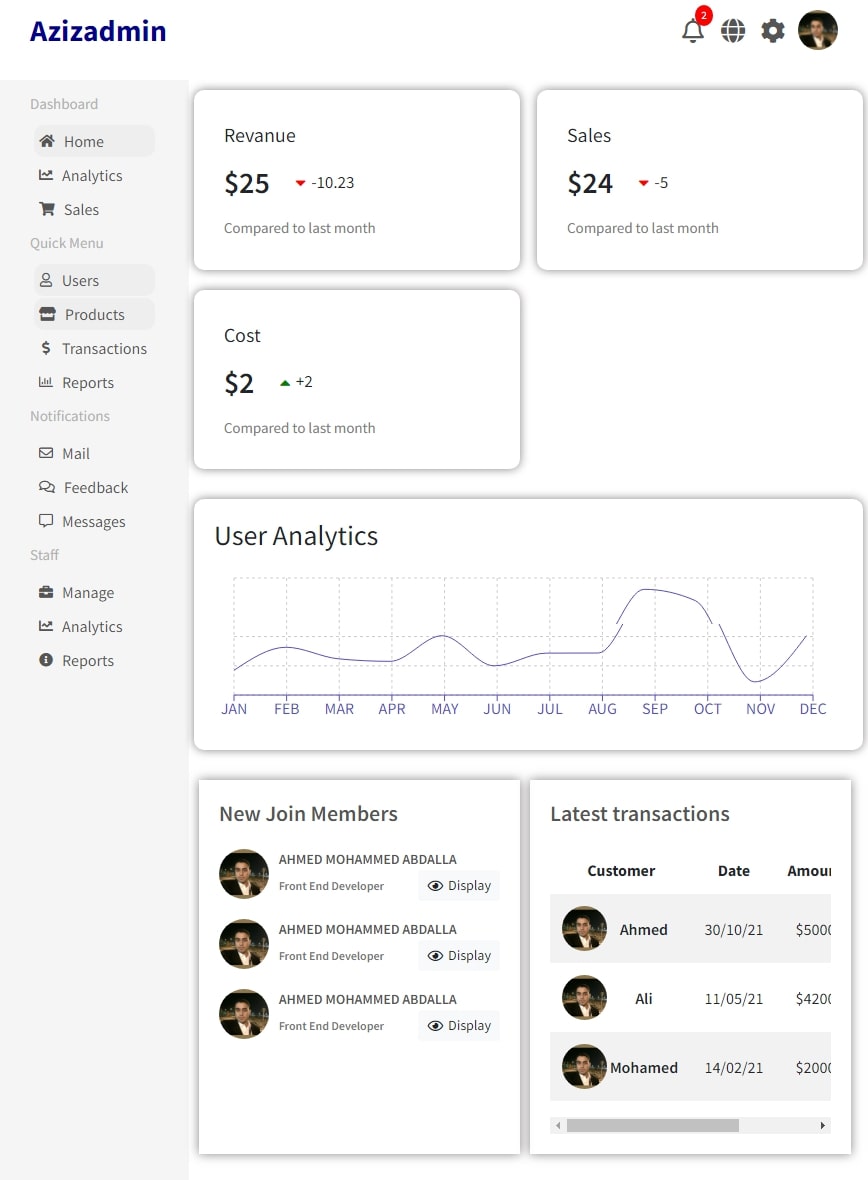 Azizadmin
2
Dashboard
Home
Analytics
Sales
Quick Menu
Users
Products
Transactions
Reports
Notifications
Mail
Feedback
Messages
Staff
Manage
Analytics
Reports
Revanue
$25 -10.23
Compared to last month
Sales
$24 -5
Compared to last month
Cost
$2 +2
Compared to last month
User Analytics
JAN FEB MAR APR MAY JUN JUL AUG SEP OCT NOV DEC
New Join Members
AHMED MOHAMMED ABDALLA
Front End Developer Display
AHMED MOHAMMED ABDALLA
Front End Developer Display
AHMED MOHAMMED ABDALLA
Front End Developer Display
Latest transactions
Customer Date Amoun
Ahmed 30/10/21 $5000
Ali 11/05/21 $4200
Mohamed 14/02/21 $2000